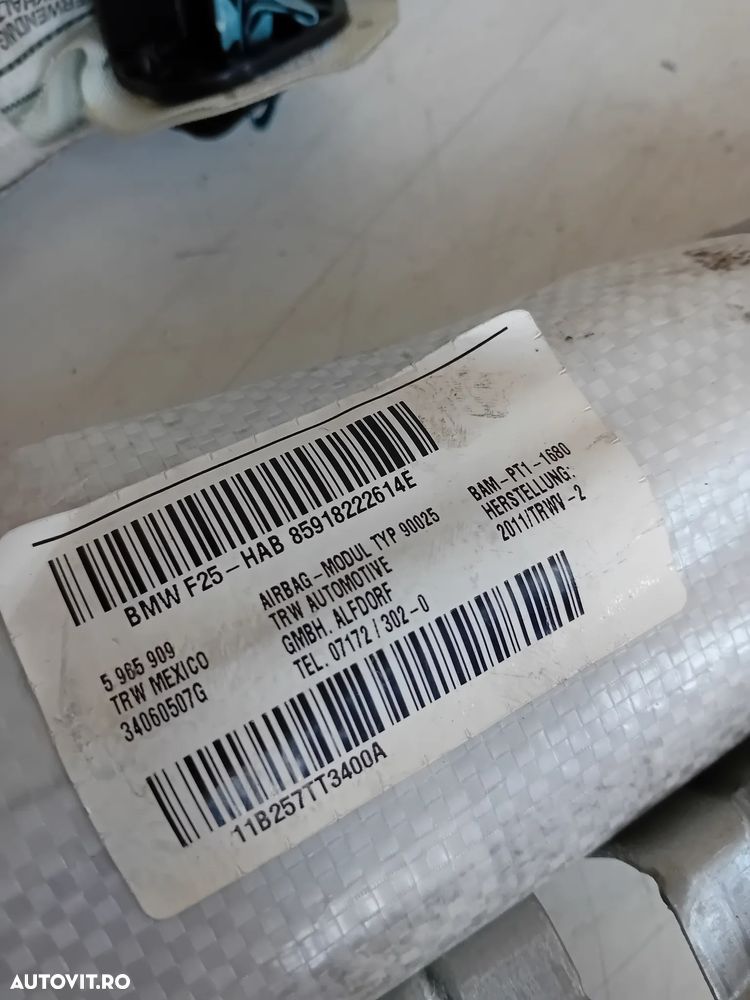 BMW F25-HAB 85918222614E
5 965 909
TRW MEXICO
34060507G
AIRBAG-MODUL TYP 90025
TRW AUTOMOTIVE
GMBH. ALFDORF
TEL. 07172/302-0
BAM-PT1-1680
HERSTELLUNG:
2011/TRWV-2
11B257TT3400A
AUTOVIT.RO